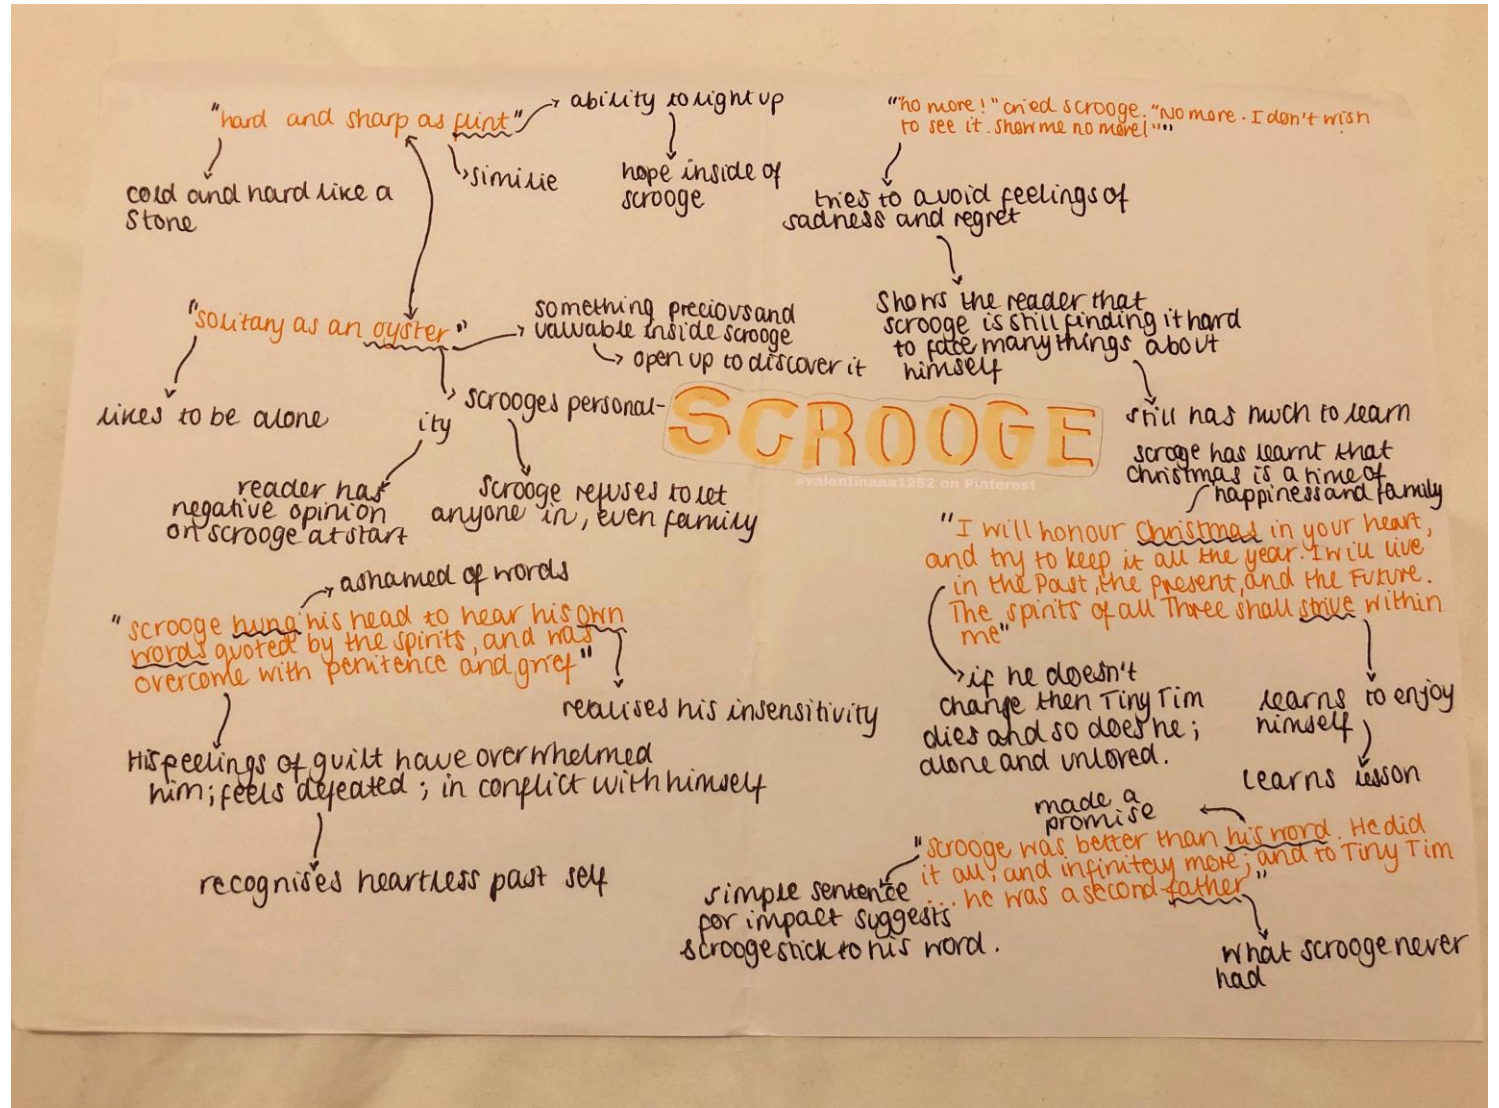 "hard and sharp as flint"
ability to light up
similie
hope inside of
scrooge
cold and hard like a
stone
"solitary as an oyster"
something precious and
valuable inside scrooge
open up to discover it
likes to be alone
scrooges personal-
ity
reader has
negative opinion
on scrooge at start
scrooge refuses to let
anyone in, even family
ashamed of words
"scrooge hung his head to hear his own
words quoted by the spirits, and was
overcome with penitence and grief"
realises his insensitivity
His feelings of guilt have overwhelmed
him; feels defeated; in conflict with himself
recognises heartless past self
SCROOGE
@valentinaaa1252 on Pinterest
""no more!" cried scrooge. "No more. I don't wish
to see it. Show me no more!""
tries to avoid feelings of
sadness and regret
Shows the reader that
scrooge is still finding it hard
to face many things about
himself
still has much to learn
scroge has learnt that
christmas is a time of
happiness and family
"I will honour Christmas in your heart,
and try to keep it all the year. I will live
in the Past, the Present, and the Future.
The spirits of all Three shall strive within
me"
if he doesn't
change then Tiny Tim
dies and so does he;
alone and unloved.
learns to enjoy
himself
learns lesson
made a
promise
"Scrooge was better than his word. He did
it all, and infinitely more; and to Tiny Tim
... he was a second father"
simple sentence
for impact suggests
scrooge stick to his word.
what scrooge never
had